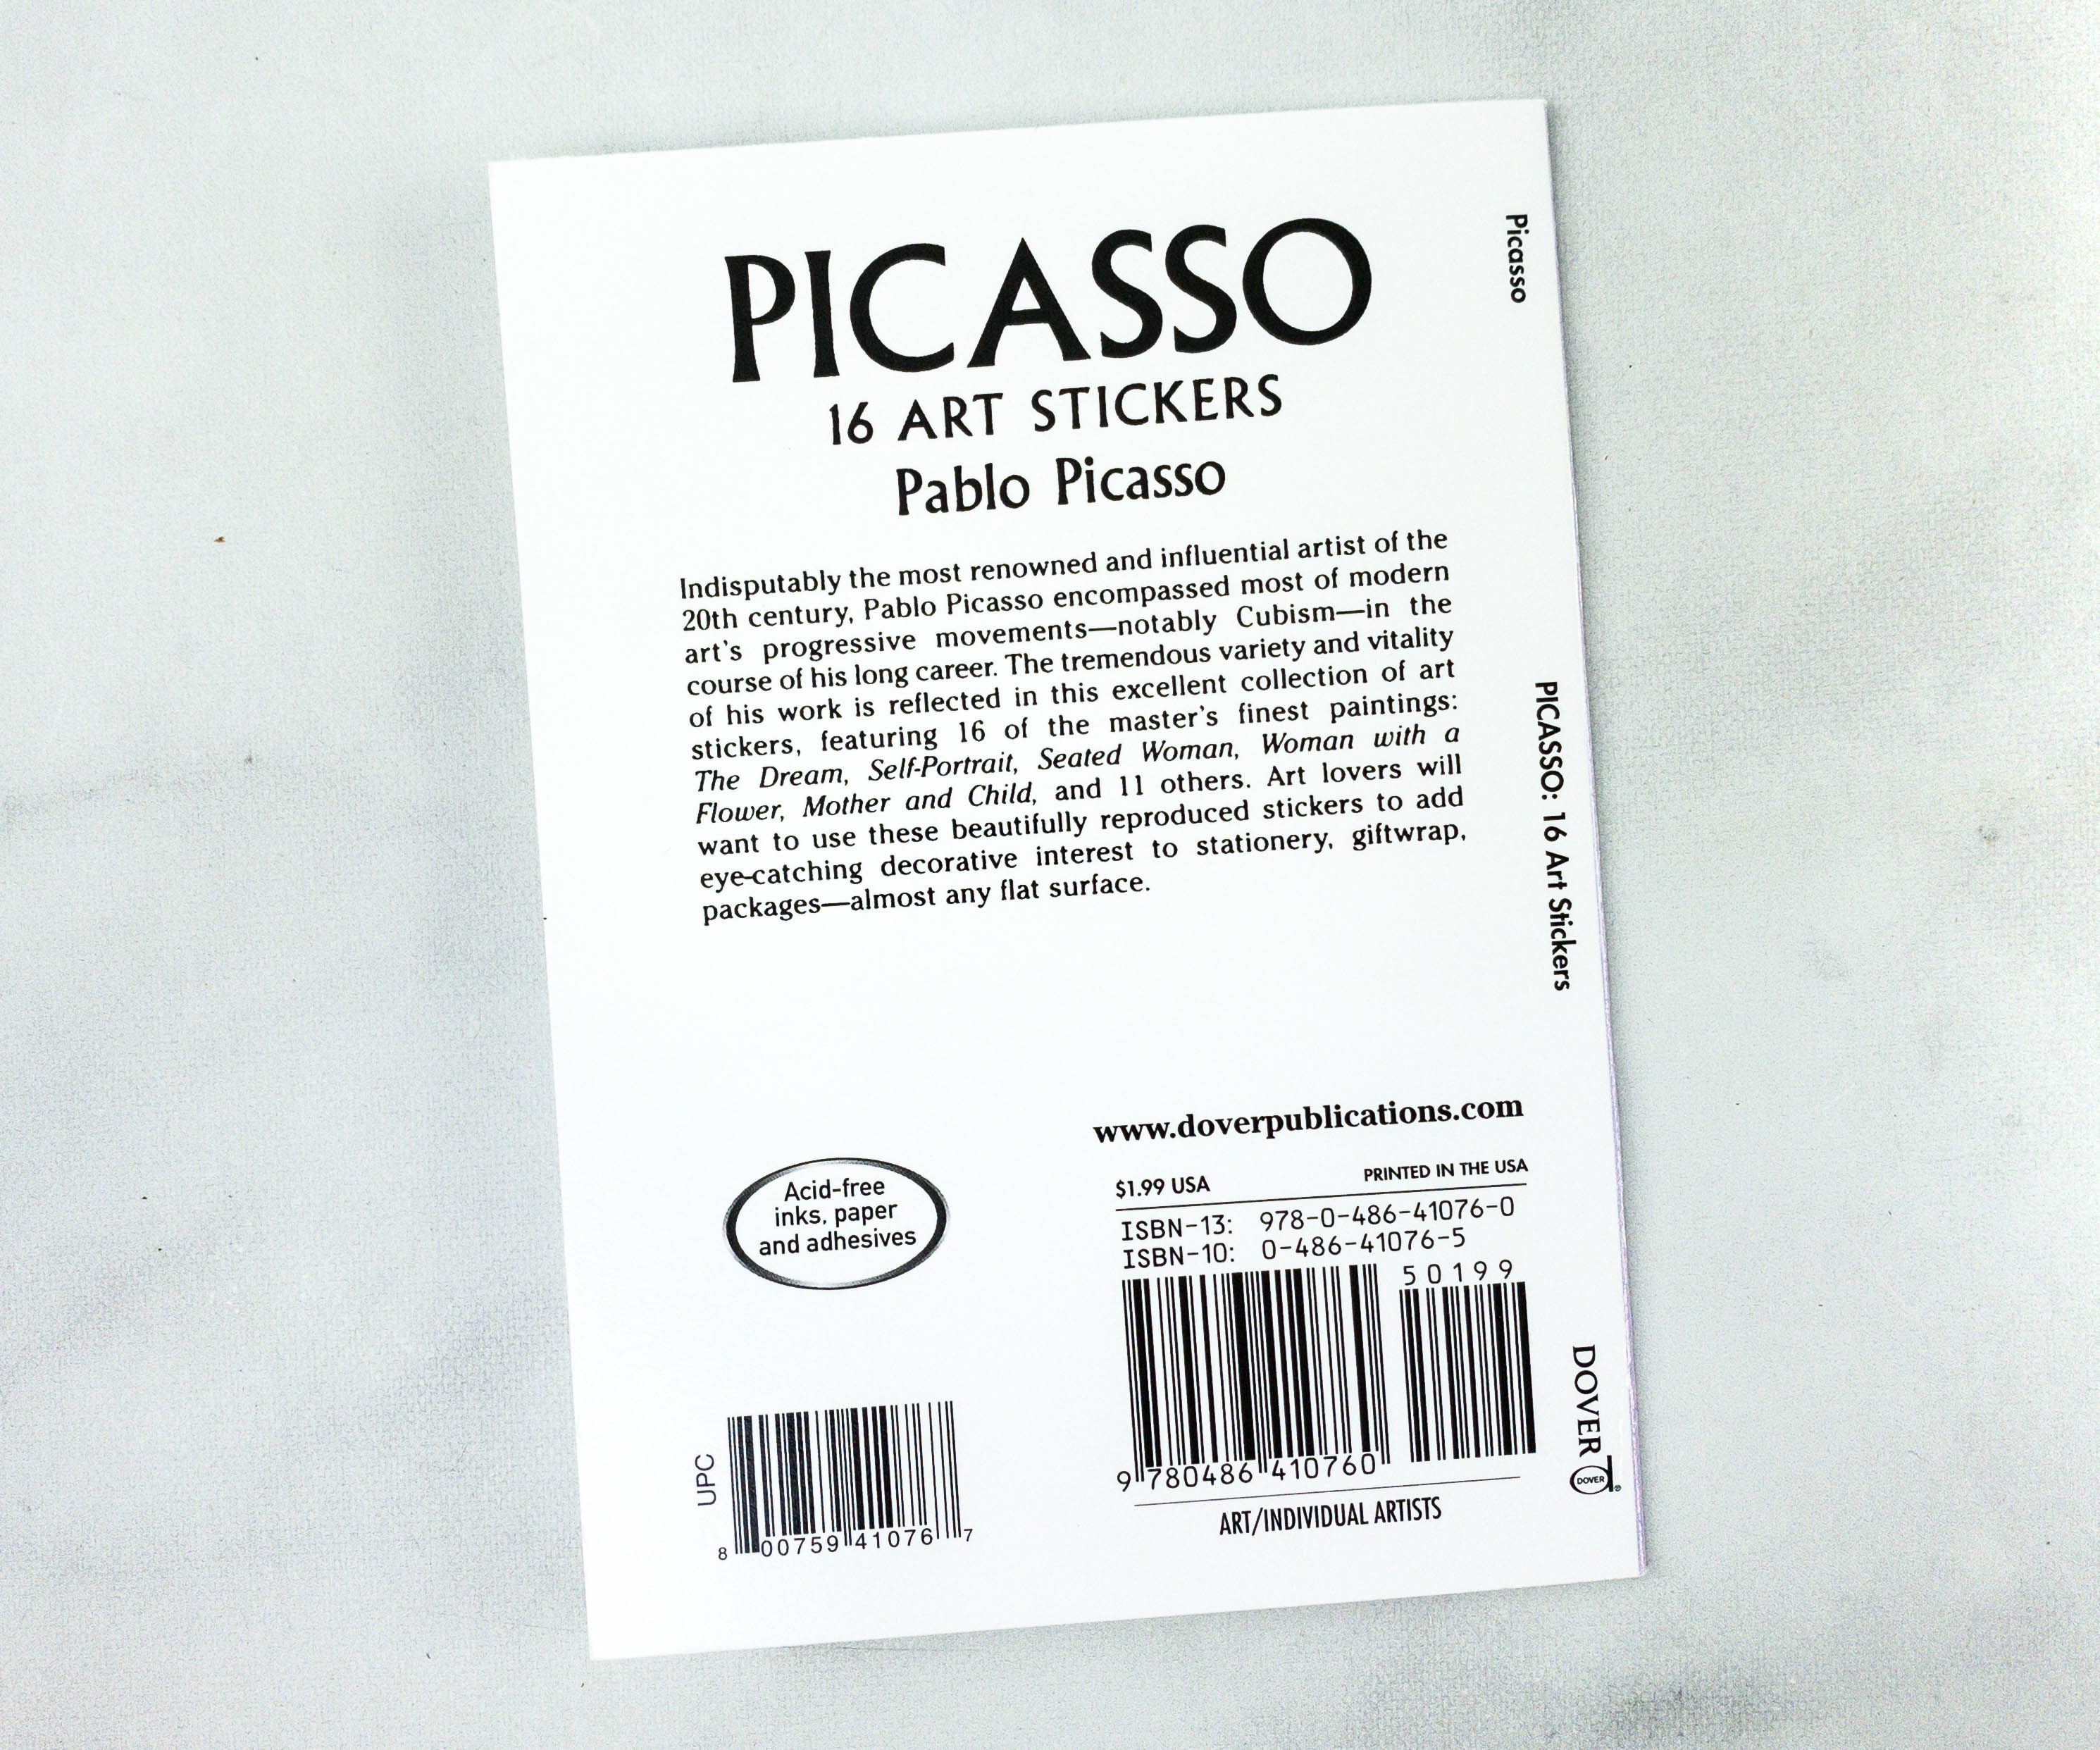 PICASSO
16 ART STICKERS
Pablo Picasso
Indisputably the most renowned and influential artist of the
20th century, Pablo Picasso encompassed most of modern
art's progressive movements—notably Cubism—in the
course of his long career. The tremendous variety and vitality
of his work is reflected in this excellent collection of art
stickers, featuring 16 of the master's finest paintings:
The Dream, Self-Portrait, Seated Woman, Woman with a
Flower, Mother and Child, and 11 others. Art lovers will
want to use these beautifully reproduced stickers to add
eye-catching decorative interest to stationery, giftwrap,
packages—almost any flat surface.
www.doverpublications.com
Acid-free
inks, paper
and adhesives
$1.99 USA PRINTED IN THE USA
ISBN-13: 978-0-486-41076-0
ISBN-10: 0-486-41076-5
50199
9 780486 410760
ART/INDIVIDUAL ARTISTS
UPC
8 00759 41076 7
Picasso
PICASSO: 16 Art Stickers
DOVER
DOVER